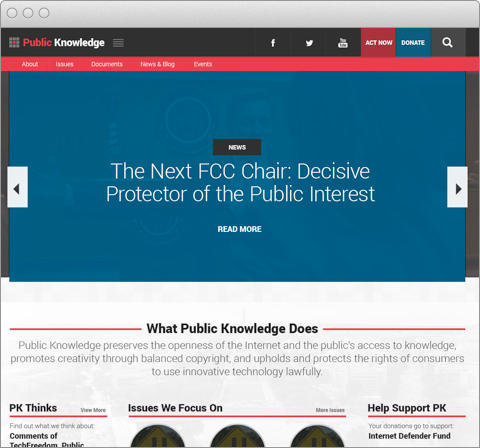 Public Knowledge
ACT NOW
DONATE
About
Issues
Documents
News & Blog
Events
NEWS
The Next FCC Chair: Decisive
Protector of the Public Interest
READ MORE
What Public Knowledge Does
Public Knowledge preserves the openness of the Internet and the public's access to knowledge,
promotes creativity through balanced copyright, and upholds and protects the rights of consumers
to use innovative technology lawfully.
PK Thinks
View More
Find out what we think about:
Comments of
TechFreedom, Public
Issues We Focus On
More Issues
Help Support PK
Your donations go to support:
Internet Defender Fund